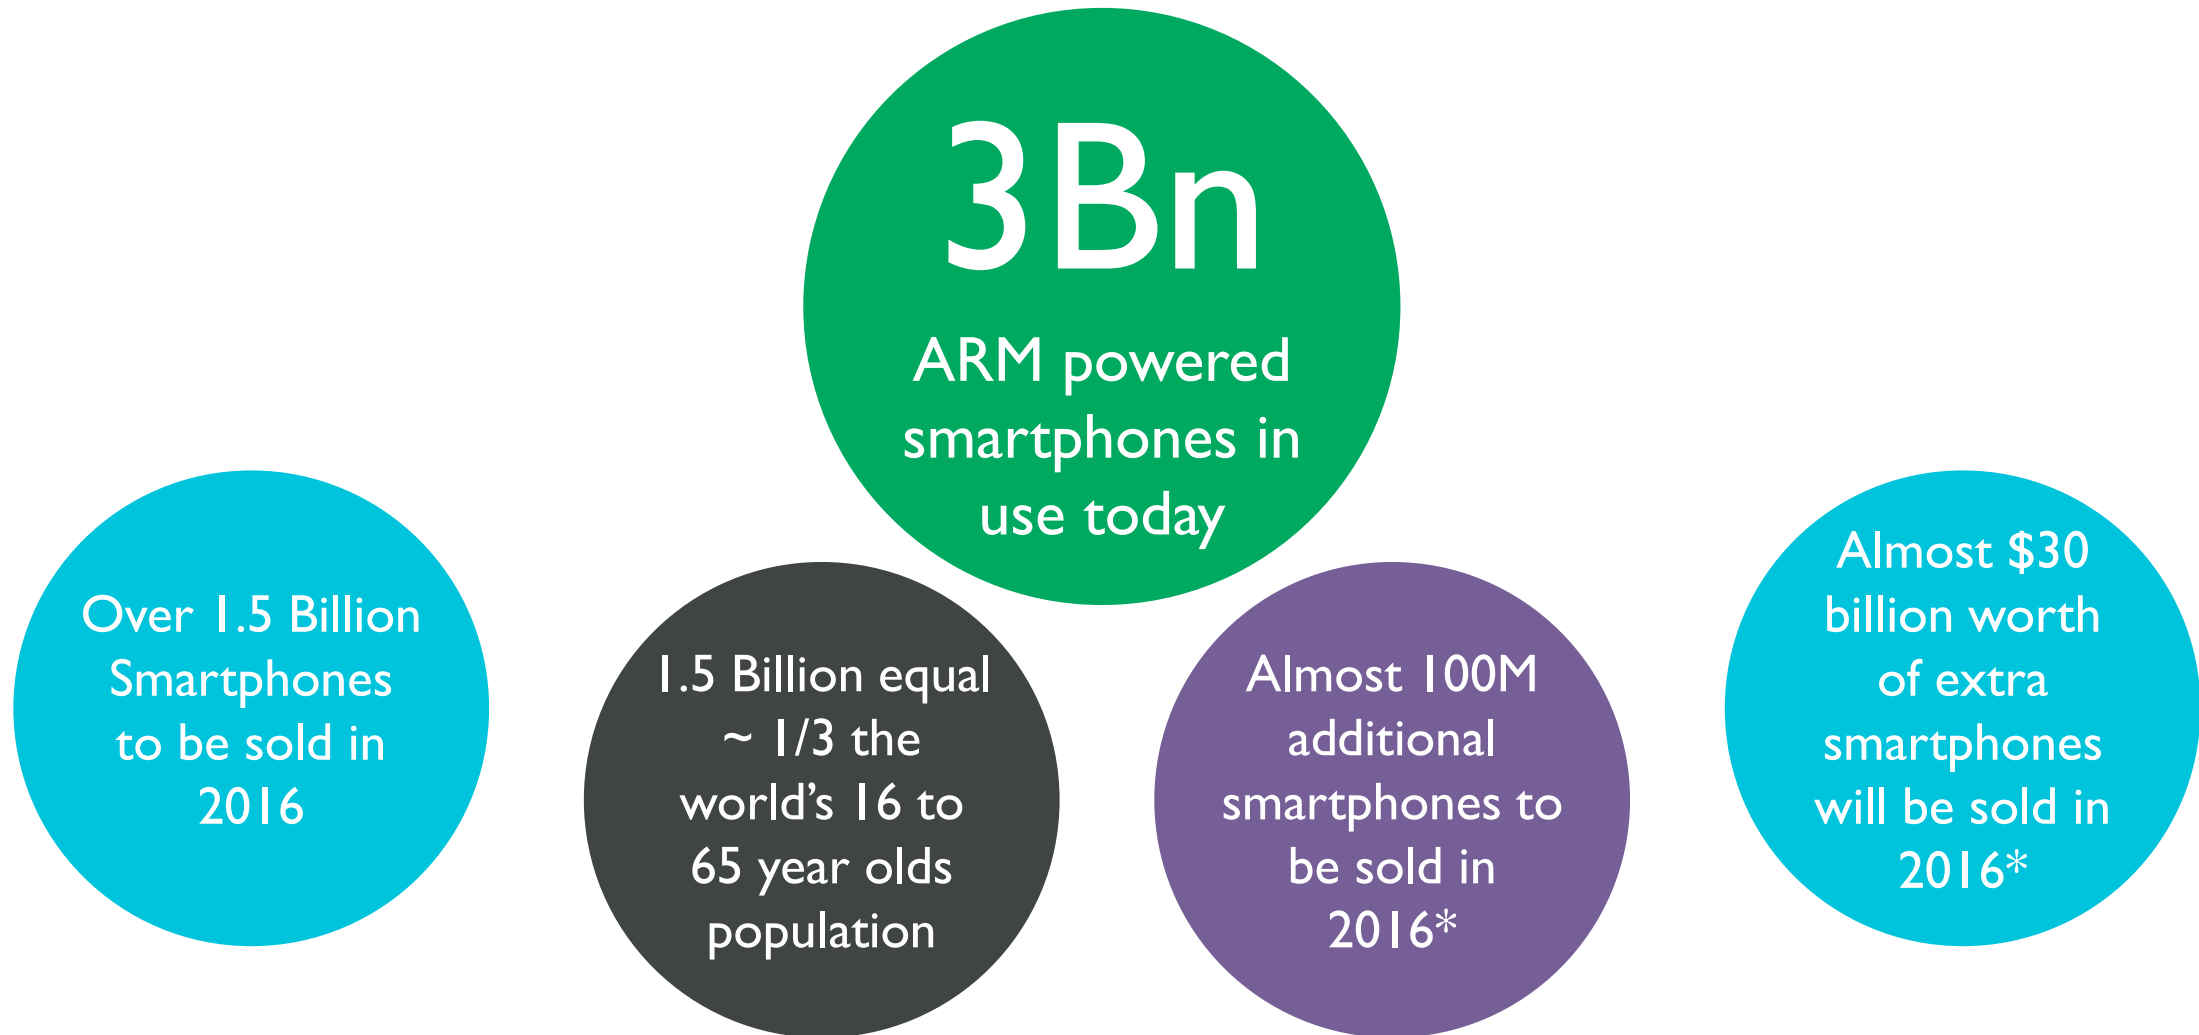 3Bn
ARM powered
smartphones in
use today
Over 1.5 Billion
Smartphones
to be sold in
2016
1.5 Billion equal
~ 1/3 the
world’s 16 to
65 year olds
population
Almost 100M
additional
smartphones to
be sold in
2016*
Almost $30
billion worth
of extra
smartphones
will be sold in
2016*